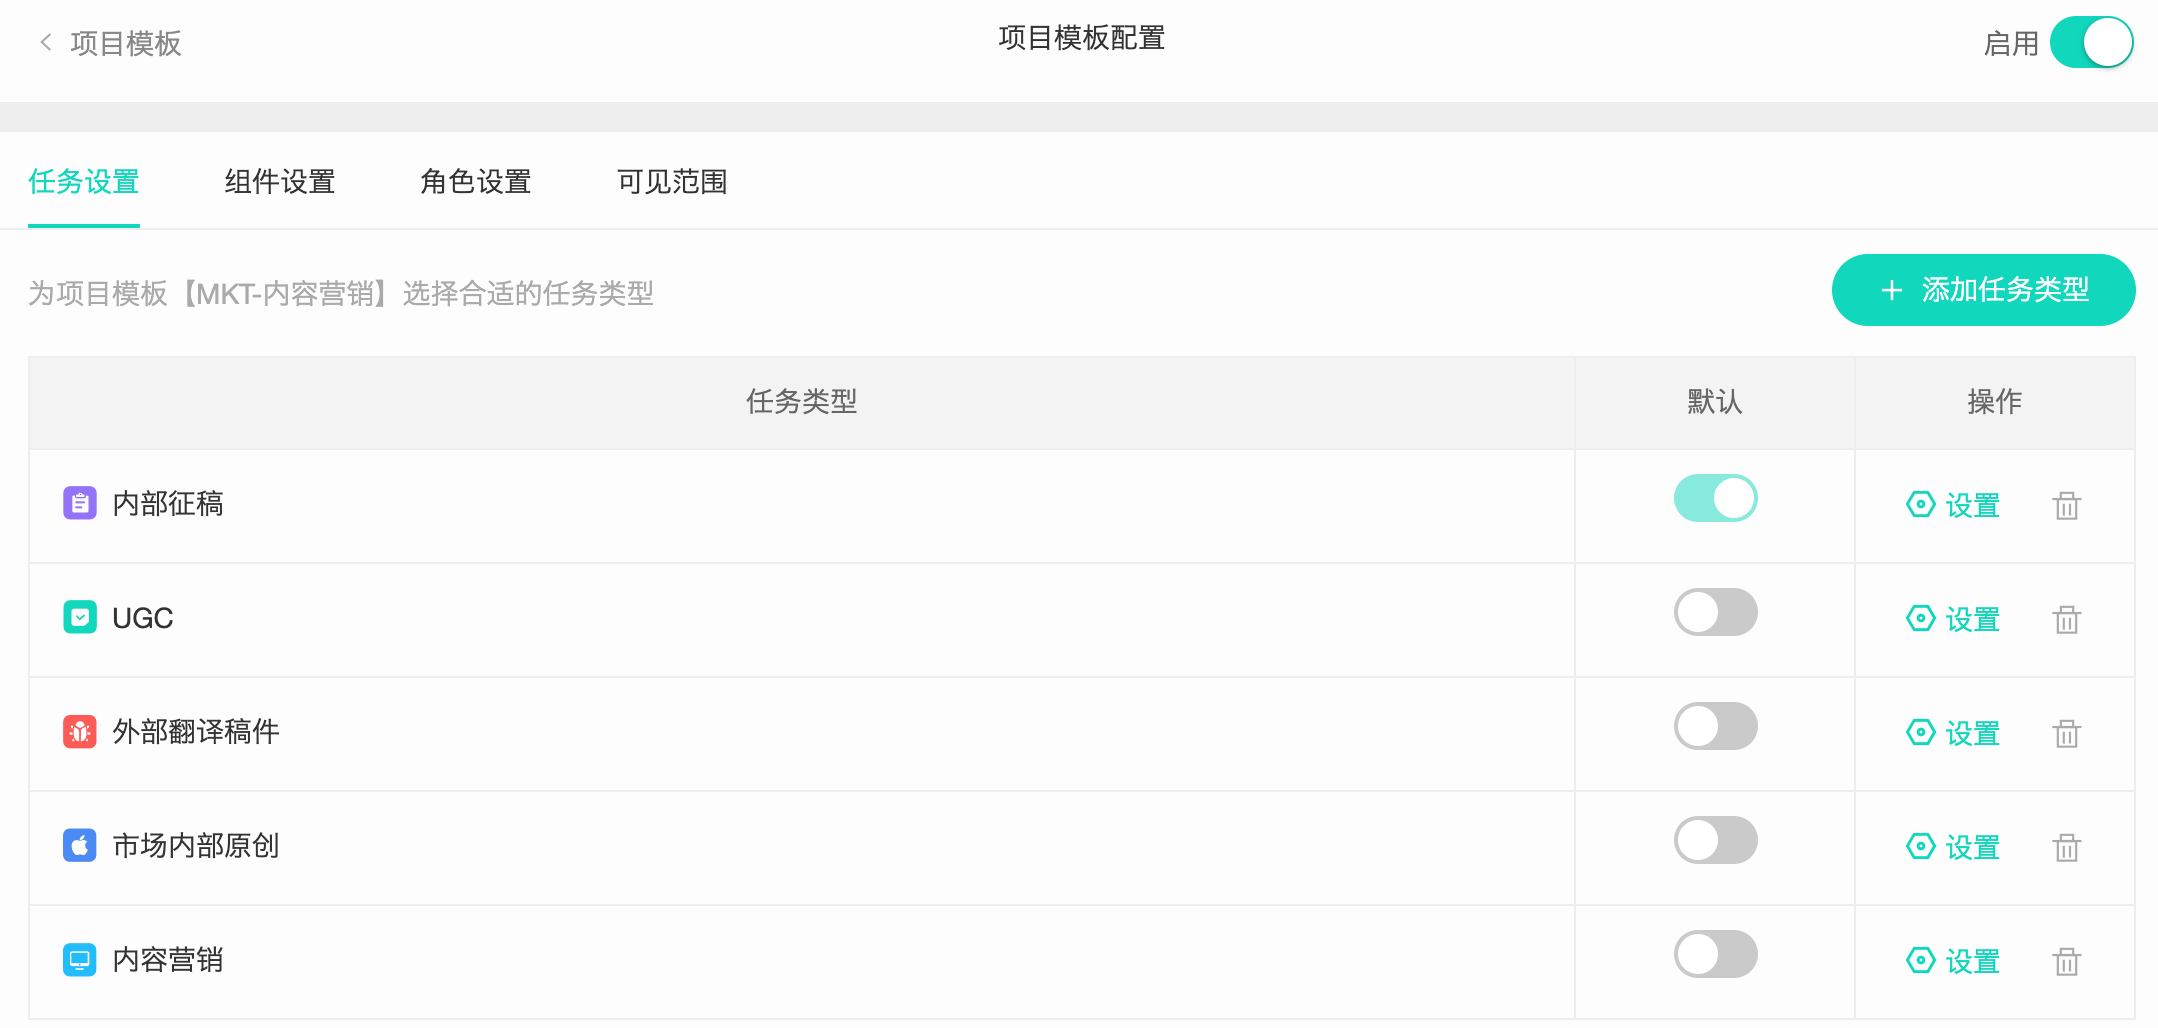 项目模板
项目模板配置
启用
任务设置 组件设置 角色设置 可见范围
为项目模板【MKT-内容营销】选择合适的任务类型
+ 添加任务类型
任务类型 默认 操作
内部征稿 设置
UGC 设置
外部翻译稿件 设置
市场内部原创 设置
内容营销 设置